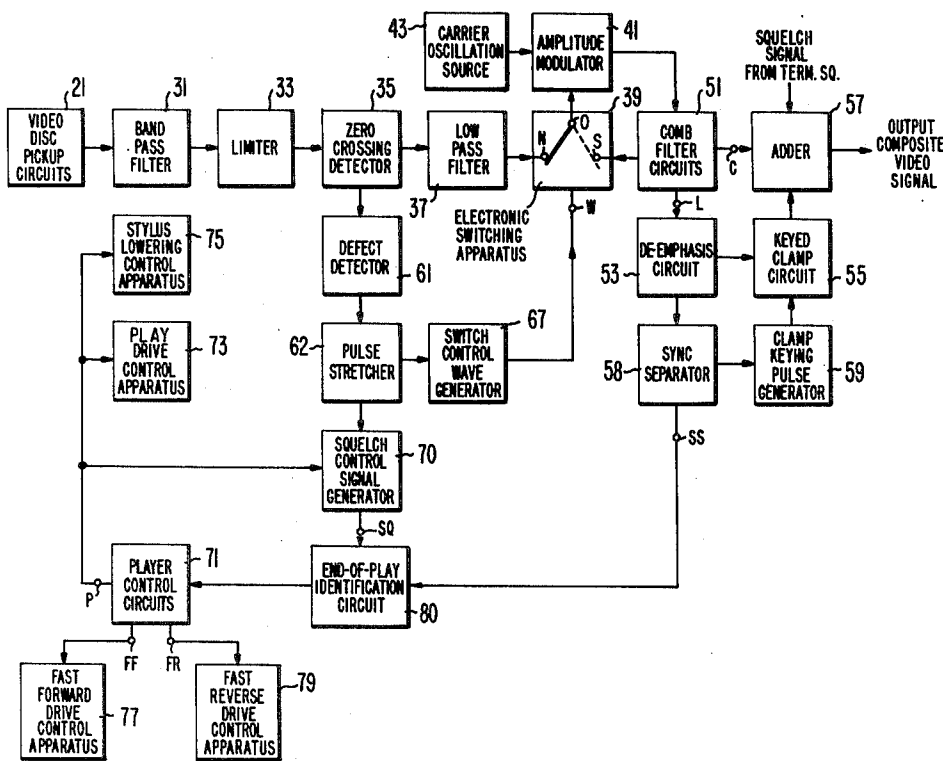 43
CARRIER
OSCILLATION
SOURCE
41
AMPLITUDE
MODULATOR
SQUELCH
SIGNAL
FROM TERM. SQ.
21
VIDEO
DISC
PICKUP
CIRCUITS
31
BAND
PASS
FILTER
33
LIMITER
35
ZERO
CROSSING
DETECTOR
LOW
PASS
FILTER
37
39
O
N
S
W
ELECTRONIC
SWITCHING
APPARATUS
51
COMB
FILTER
CIRCUITS
C
L
57
ADDER
OUTPUT
COMPOSITE
VIDEO
SIGNAL
75
STYLUS
LOWERING
CONTROL
APPARATUS
DEFECT
DETECTOR
61
DE-EMPHASIS
CIRCUIT
53
KEYED
CLAMP
CIRCUIT
55
73
PLAY
DRIVE
CONTROL
APPARATUS
62
PULSE
STRETCHER
67
SWITCH
CONTROL
WAVE
GENERATOR
58
SYNC
SEPARATOR
CLAMP
KEYING
PULSE
GENERATOR
59
SS
SQUELCH
CONTROL
SIGNAL
GENERATOR
70
SQ
71
PLAYER
CONTROL
CIRCUITS
P
FF
FR
END-OF-PLAY
IDENTIFICATION
CIRCUIT
80
FAST
FORWARD
DRIVE
CONTROL
APPARATUS
77
FAST
REVERSE
DRIVE
CONTROL
APPARATUS
79